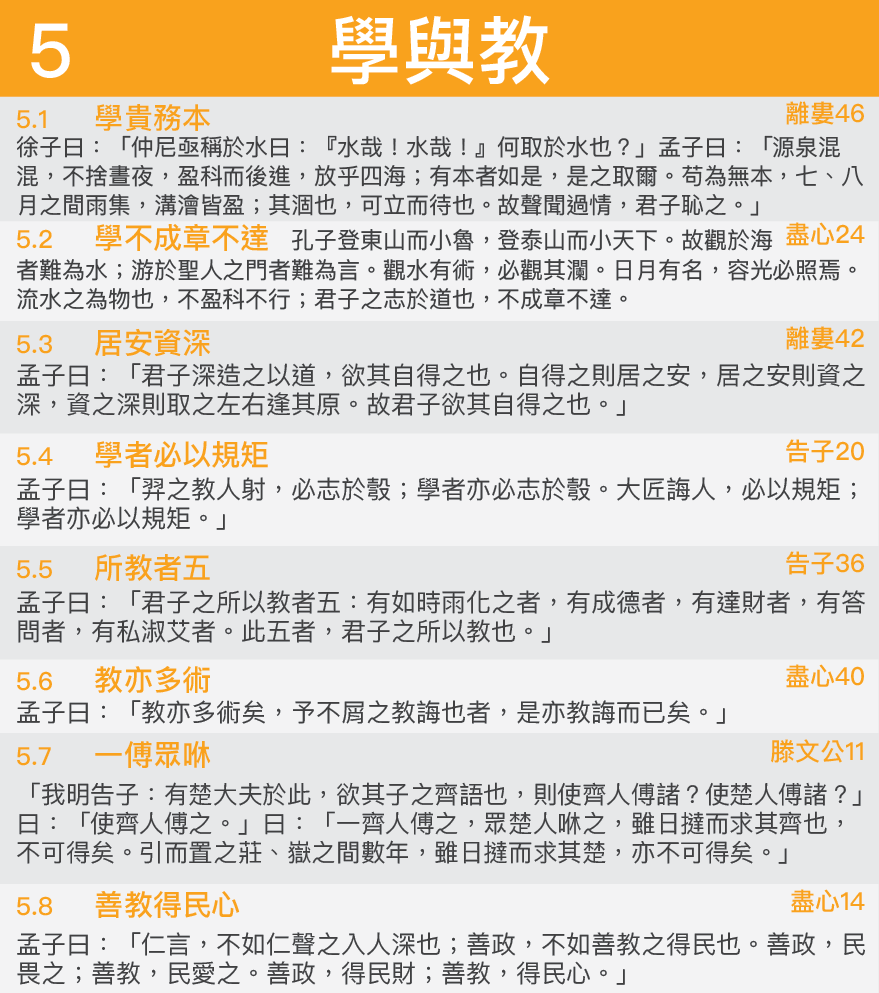 5 學與教
5.1 學貴務本 離婁46
徐子曰：「仲尼亟稱於水曰：『水哉！水哉！』何取於水也？」孟子曰：「源泉混
混，不捨晝夜，盈科而後進，放乎四海；有本者如是，是之取爾。苟為無本，七、八
月之間雨集，溝澮皆盈；其涸也，可立而待也。故聲聞過情，君子恥之。」
5.2 學不成章不達 孔子登東山而小魯，登泰山而小天下。故觀於海 盡心24
者難為水；游於聖人之門者難為言。觀水有術，必觀其瀾。日月有名，容光必照焉。
流水之為物也，不盈科不行；君子之志於道也，不成章不達。
5.3 居安資深 離婁42
孟子曰：「君子深造之以道，欲其自得之也。自得之則居之安，居之安則資之
深，資之深則取之左右逢其原。故君子欲其自得之也。」
5.4 學者必以規矩 告子20
孟子曰：「羿之教人射，必志於彀；學者亦必志於彀。大匠誨人，必以規矩；
學者亦必以規矩。」
5.5 所教者五 告子36
孟子曰：「君子之所以教者五：有如時雨化之者，有成德者，有達財者，有答
問者，有私淑艾者。此五者，君子之所以教也。」
5.6 教亦多術 盡心40
孟子曰：「教亦多術矣，予不屑之教誨也者，是亦教誨而已矣。」
5.7 一傅眾咻 滕文公11
「我明告子：有楚大夫於此，欲其子之齊語也，則使齊人傅諸？使楚人傅諸？」
曰：「使齊人傅之。」曰：「一齊人傅之，眾楚人咻之，雖日撻而求其齊也，
不可得矣。引而置之莊、嶽之間數年，雖日撻而求其楚，亦不可得矣。」
5.8 善教得民心 盡心14
孟子曰：「仁言，不如仁聲之入人深也；善政，不如善教之得民也。善政，民
畏之；善教，民愛之。善政，得民財；善教，得民心。」